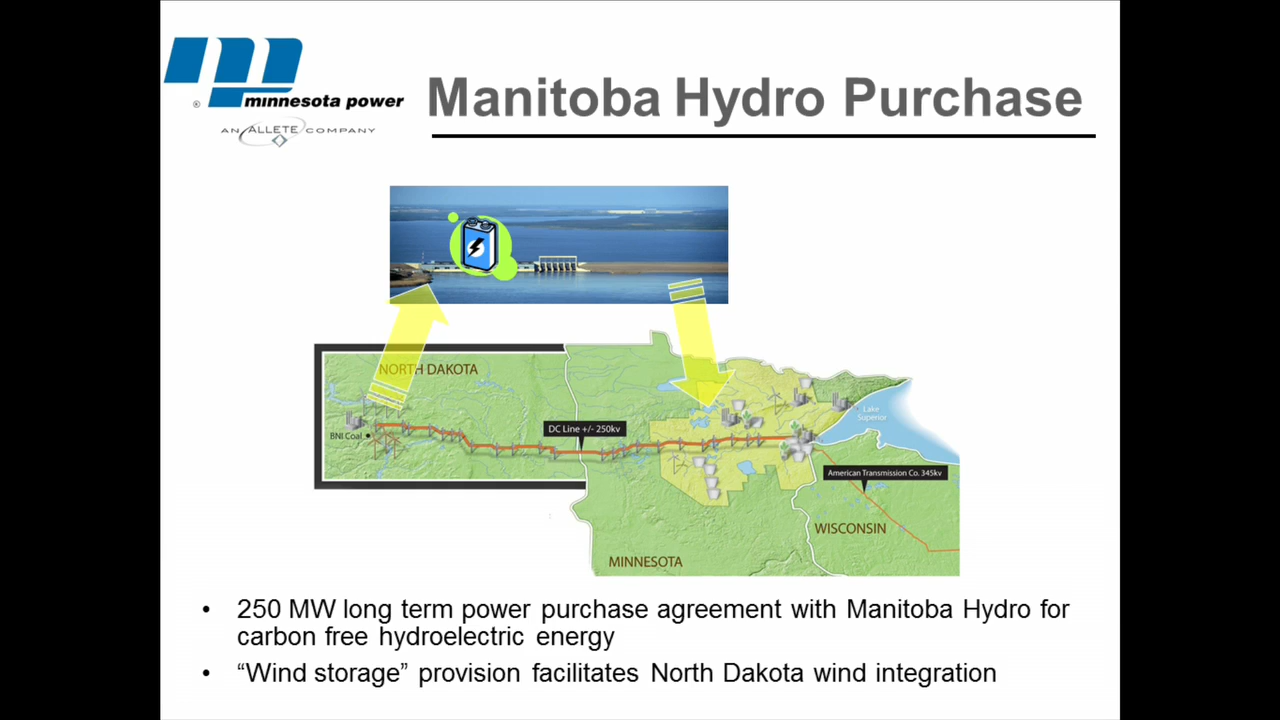 minnesota power
®
AN ALLETE COMPANY
Manitoba Hydro Purchase
NORTH DAKOTA
BNI Coal
DC Line +/- 250kv
Lake
Superior
American Transmission Co. 345kv
WISCONSIN
MINNESOTA
• 250 MW long term power purchase agreement with Manitoba Hydro for
carbon free hydroelectric energy
• “Wind storage” provision facilitates North Dakota wind integration